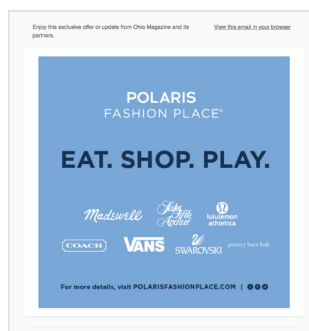 Enjoy this exclusive offer or update from Ohio Magazine and its
partners.
View this email in your browser
POLARIS
FASHION PLACE®
EAT. SHOP. PLAY.
Madewell
Saks
Fifth
Avenue
lululemon
athletica
COACH
VANS
SWAROVSKI
pottery barn kids
For more details, visit POLARISFASHIONPLACE.COM |